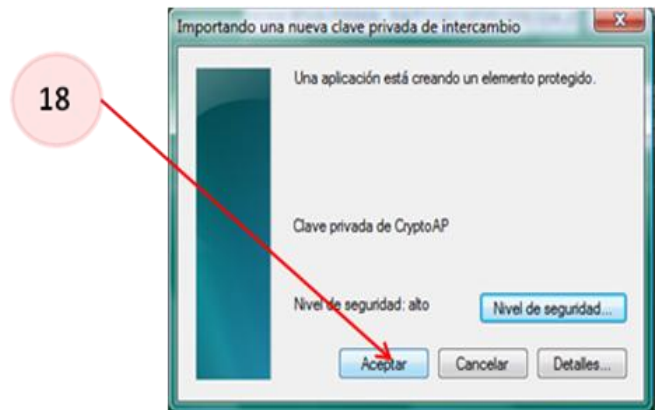 Importando una nueva clave privada de intercambio
Una aplicación está creando un elemento protegido.
18
Clave privada de CryptoAP
Nivel de seguridad: alto
Nivel de seguridad...
Aceptar
Cancelar
Detalles...